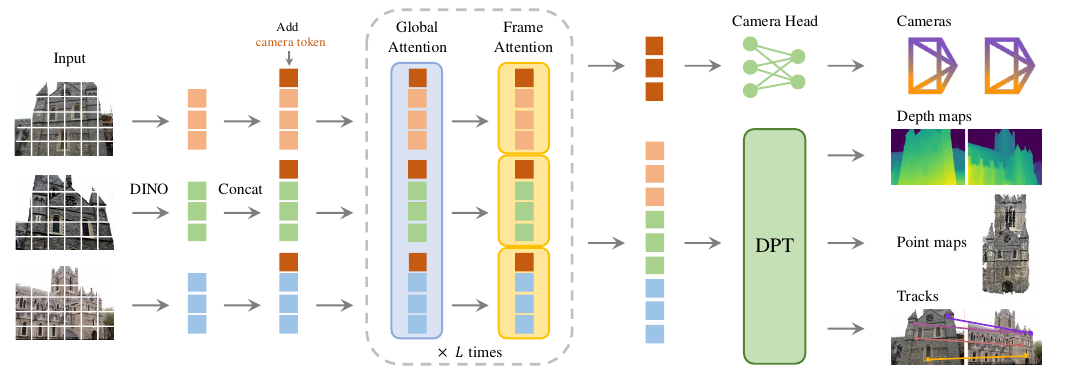 Input
DINO
Add
camera token
Concat
Global
Attention
Frame
Attention
× L times
Camera Head
DPT
Cameras
Depth maps
Point maps
Tracks